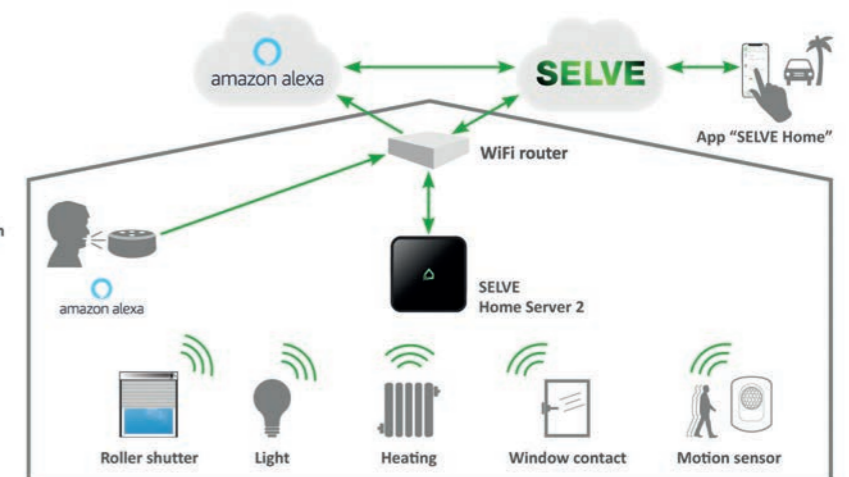 amazon alexa
SELVE
App “SELVE Home”
WiFi router
n
amazon alexa
SELVE
Home Server 2
Roller shutter
Light
Heating
Window contact
Motion sensor